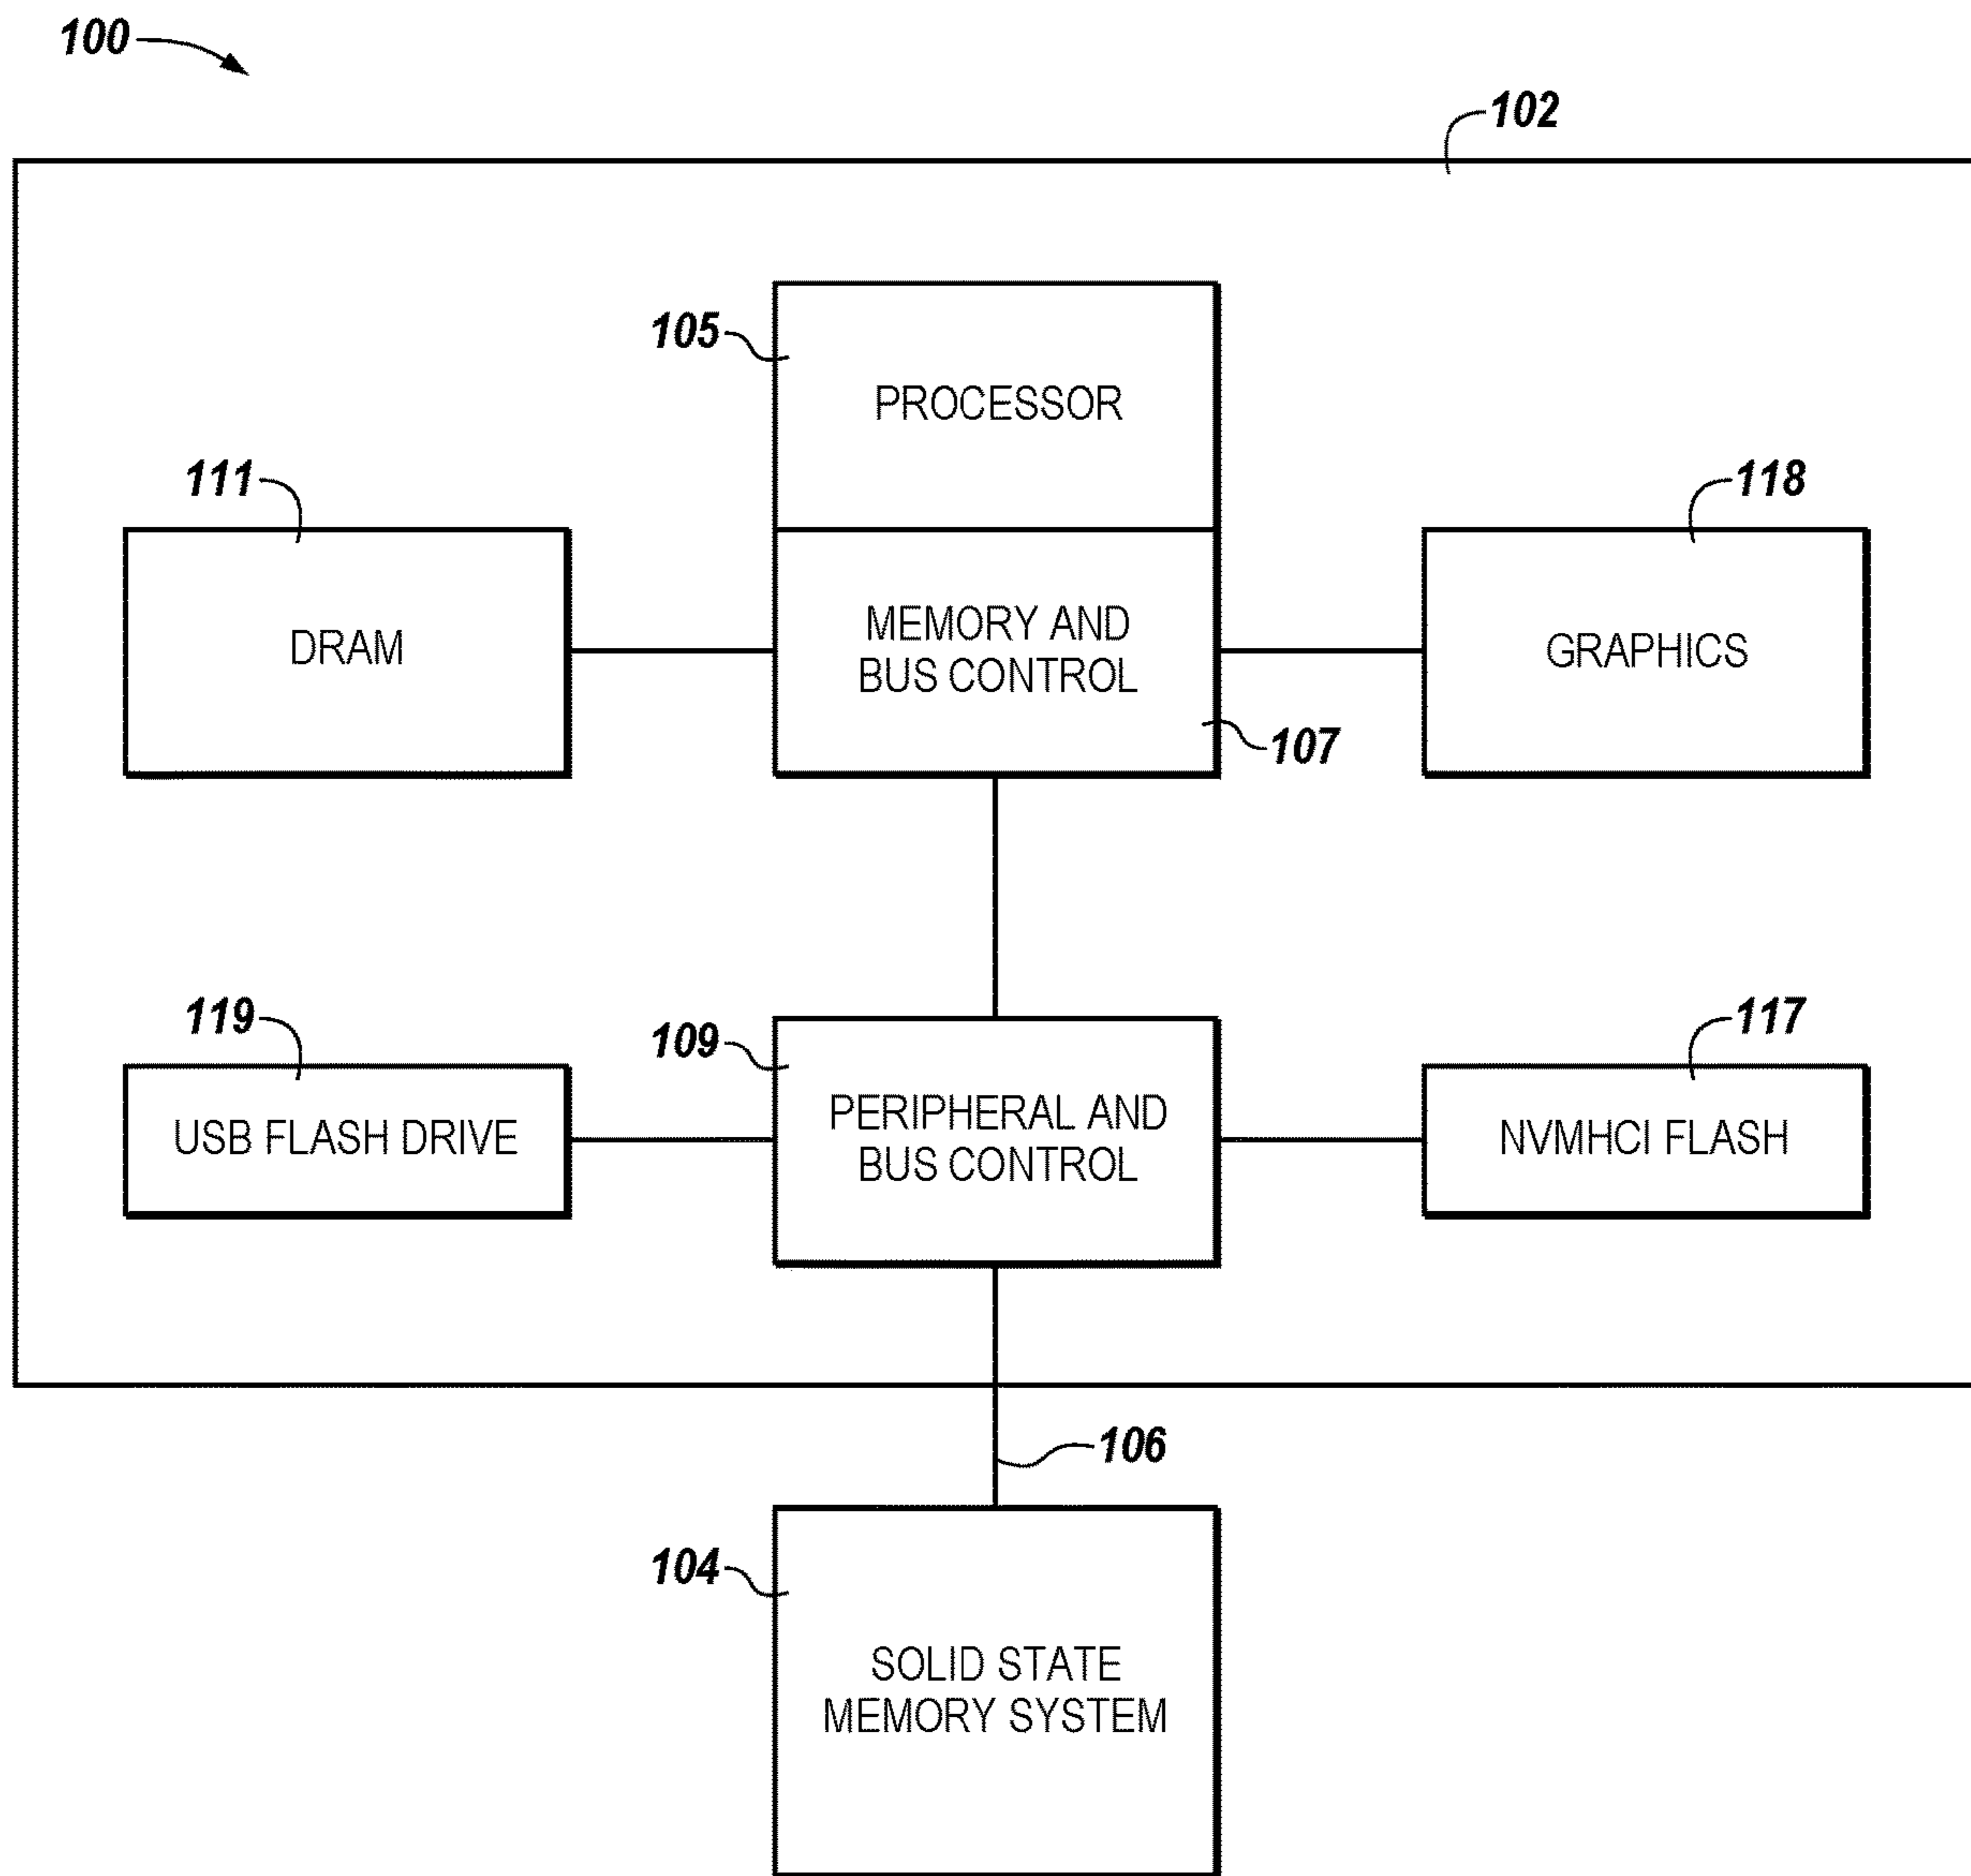 100
102
105
PROCESSOR
111
118
DRAM
MEMORY AND
BUS CONTROL
GRAPHICS
107
119
109
117
USB FLASH DRIVE
PERIPHERAL AND
BUS CONTROL
NVMHCI FLASH
106
104
SOLID STATE
MEMORY SYSTEM